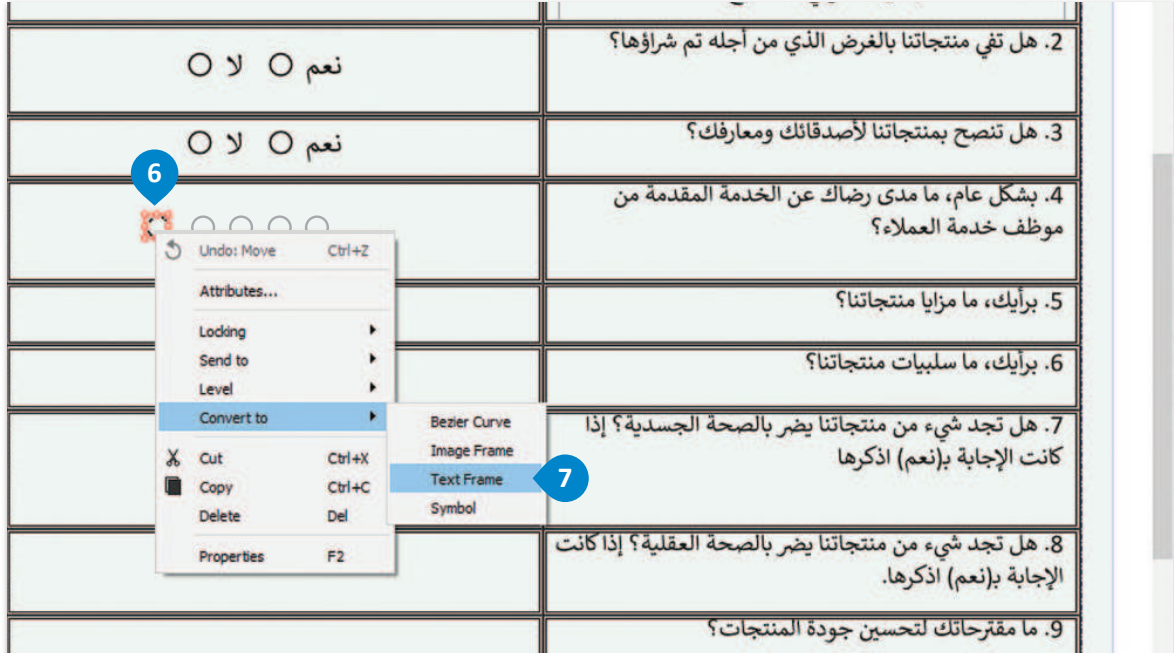 2. هل تفي منتجاتنا بالغرض الذي من أجله تم شراؤها؟
نعم لا
3. هل تنصح بمنتجاتنا لأصدقائك ومعارفك؟
نعم لا
6
4. بشكل عام، ما مدى رضاك عن الخدمة المقدمة من
موظف خدمة العملاء؟
Undo: Move Ctrl+Z
Attributes...
Locking
Send to
Level
Convert to
Cut Ctrl+X
Copy Ctrl+C
Delete Del
Properties F2
Bezier Curve
Image Frame
Text Frame
7
Symbol
5. برأيك، ما مزايا منتجاتنا؟
6. برأيك، ما سلبيات منتجاتنا؟
7. هل تجد شيء من منتجاتنا يضر بالصحة الجسدية؟ إذا
كانت الإجابة بـ(نعم) اذكرها
8. هل تجد شيء من منتجاتنا يضر بالصحة العقلية؟ إذا كانت
الإجابة بـ(نعم) اذكرها.
9. ما مقترحاتك لتحسين جودة المنتجات؟